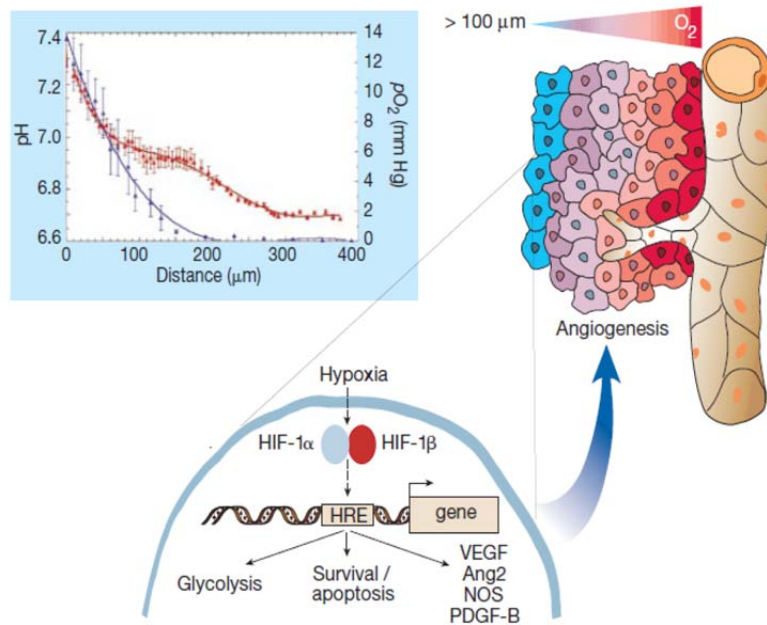 7.4
7.2
7.0
6.8
6.6
pH
14
12
10
8
6
4
2
0
pO₂ (mm Hg)
0 100 200 300 400
Distance (μm)
> 100 μm
O₂
Angiogenesis
Hypoxia
HIF-1α HIF-1β
HRE gene
Glycolysis
Survival /
apoptosis
VEGF
Ang2
NOS
PDGF-B